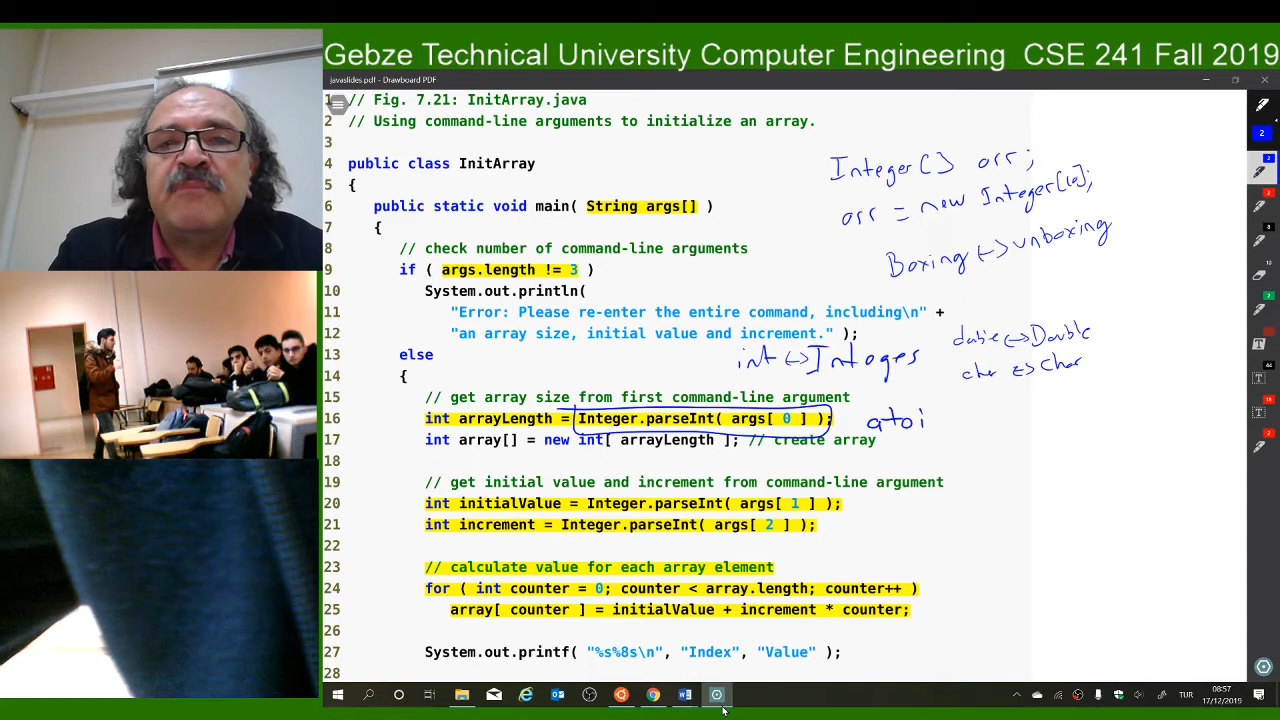 Gebze Technical University Computer Engineering CSE 241 Fall 2019
javaslides.pdf - Drawboard PDF
1 // Fig. 7.21: InitArray.java
2 // Using command-line arguments to initialize an array.
3
4 public class InitArray
5 {
6 public static void main( String args[] )
7 {
8 // check number of command-line arguments
9 if ( args.length != 3 )
10 System.out.println(
11 "Error: Please re-enter the entire command, including\n" +
12 "an array size, initial value and increment." );
13 else
14 {
15 // get array size from first command-line argument
16 int arrayLength = Integer.parseInt( args[ 0 ] );
17 int array[] = new int[ arrayLength ]; // create array
18
19 // get initial value and increment from command-line argument
20 int initialValue = Integer.parseInt( args[ 1 ] );
21 int increment = Integer.parseInt( args[ 2 ] );
22
23 // calculate value for each array element
24 for ( int counter = 0; counter < array.length; counter++ )
25 array[ counter ] = initialValue + increment * counter;
26
27 System.out.printf( "%s%8s\n", "Index", "Value" );
28
Integer[] arr;
arr = new Integer[10];
Boxing <-> unboxing
int <-> Integer
Double
char <-> Char
atoi
2
2
TUR
08:57
17/12/2019